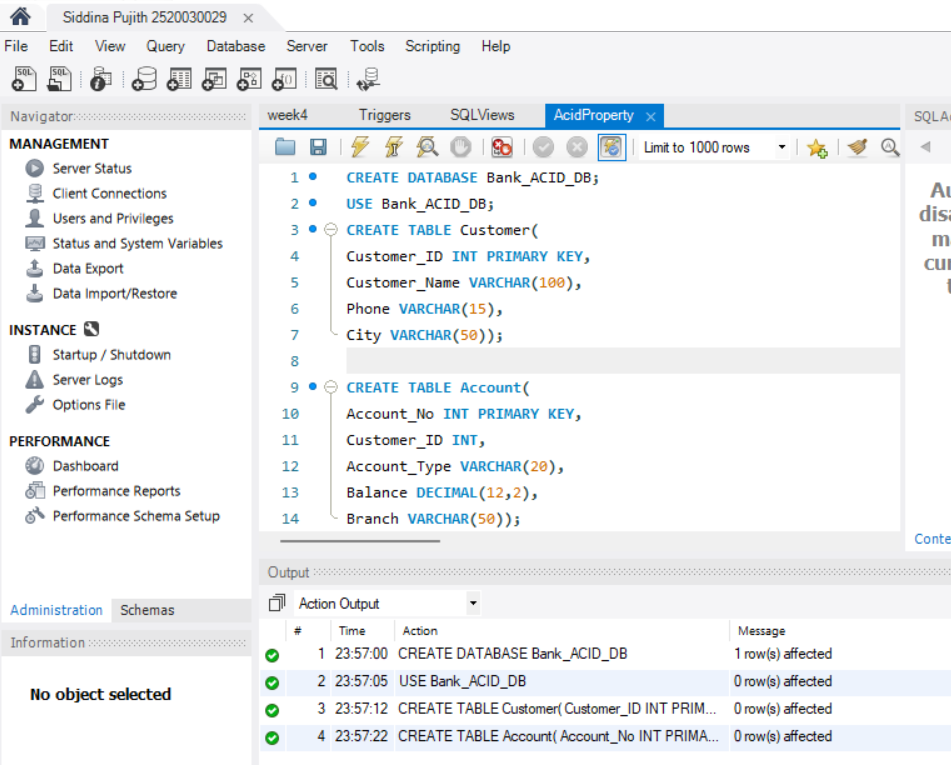 Siddina Pujith 2520030029 ×
File Edit View Query Database Server Tools Scripting Help
SQL SQL
Navigator
MANAGEMENT
Server Status
Client Connections
Users and Privileges
Status and System Variables
Data Export
Data Import/Restore
INSTANCE
Startup / Shutdown
Server Logs
Options File
PERFORMANCE
Dashboard
Performance Reports
Performance Schema Setup
Administration Schemas
Information
No object selected
week4 Triggers SQLViews AcidProperty ×
Limit to 1000 rows
1 CREATE DATABASE Bank_ACID_DB;
2 USE Bank_ACID_DB;
3 CREATE TABLE Customer(
4 Customer_ID INT PRIMARY KEY,
5 Customer_Name VARCHAR(100),
6 Phone VARCHAR(15),
7 City VARCHAR(50));
8
9 CREATE TABLE Account(
10 Account_No INT PRIMARY KEY,
11 Customer_ID INT,
12 Account_Type VARCHAR(20),
13 Balance DECIMAL(12,2),
14 Branch VARCHAR(50));
Output
Action Output
# Time Action Message
1 23:57:00 CREATE DATABASE Bank_ACID_DB 1 row(s) affected
2 23:57:05 USE Bank_ACID_DB 0 row(s) affected
3 23:57:12 CREATE TABLE Customer( Customer_ID INT PRIM... 0 row(s) affected
4 23:57:22 CREATE TABLE Account( Account_No INT PRIMA... 0 row(s) affected